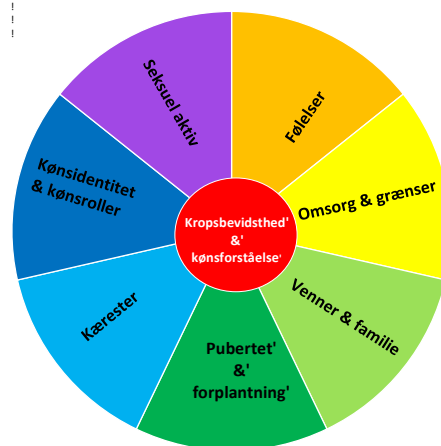 !
!
!
Seksuel aktiv
Følelser
Kønsidentitet
& kønsroller
Omsorg & grænser
Kropsbevidsthed'
&'
kønsforståelse'
Kærester
Venner & familie
Pubertet'
&'
forplantning'